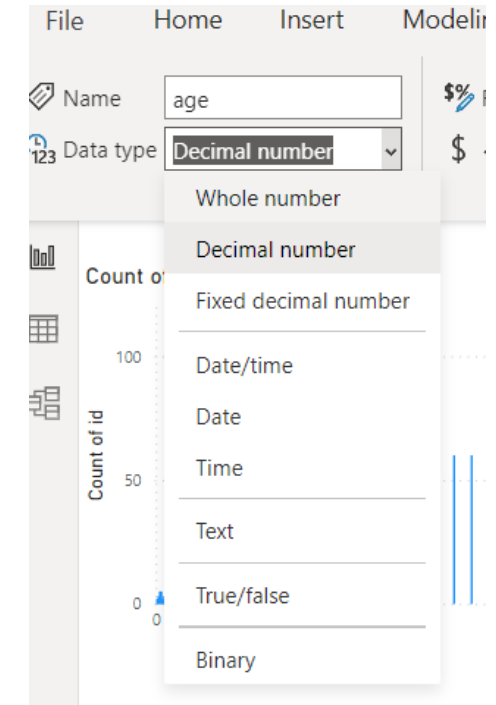 File Home Insert Modelin
Name age
$%
123 Data type Decimal number
$
Whole number
Decimal number
Fixed decimal number
Date/time
Date
Time
Text
True/false
Binary
Count o
100
50
0
0
Count of id